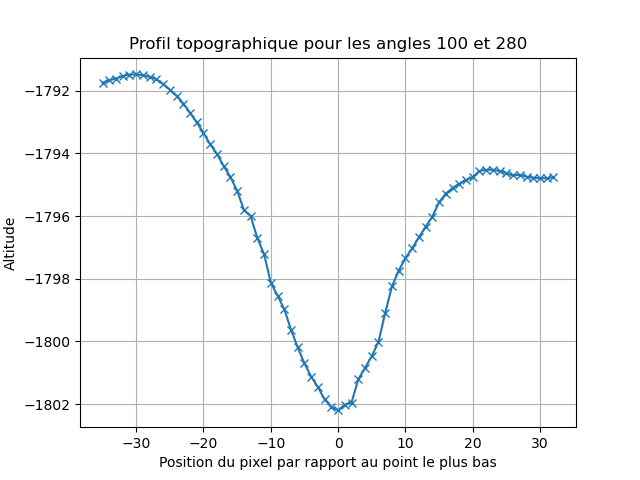 Profil topographique pour les angles 100 et 280
−1792
−1794
−1796
−1798
−1800
−1802
Altitude
−30 −20 −10 0 10 20 30
Position du pixel par rapport au point le plus bas